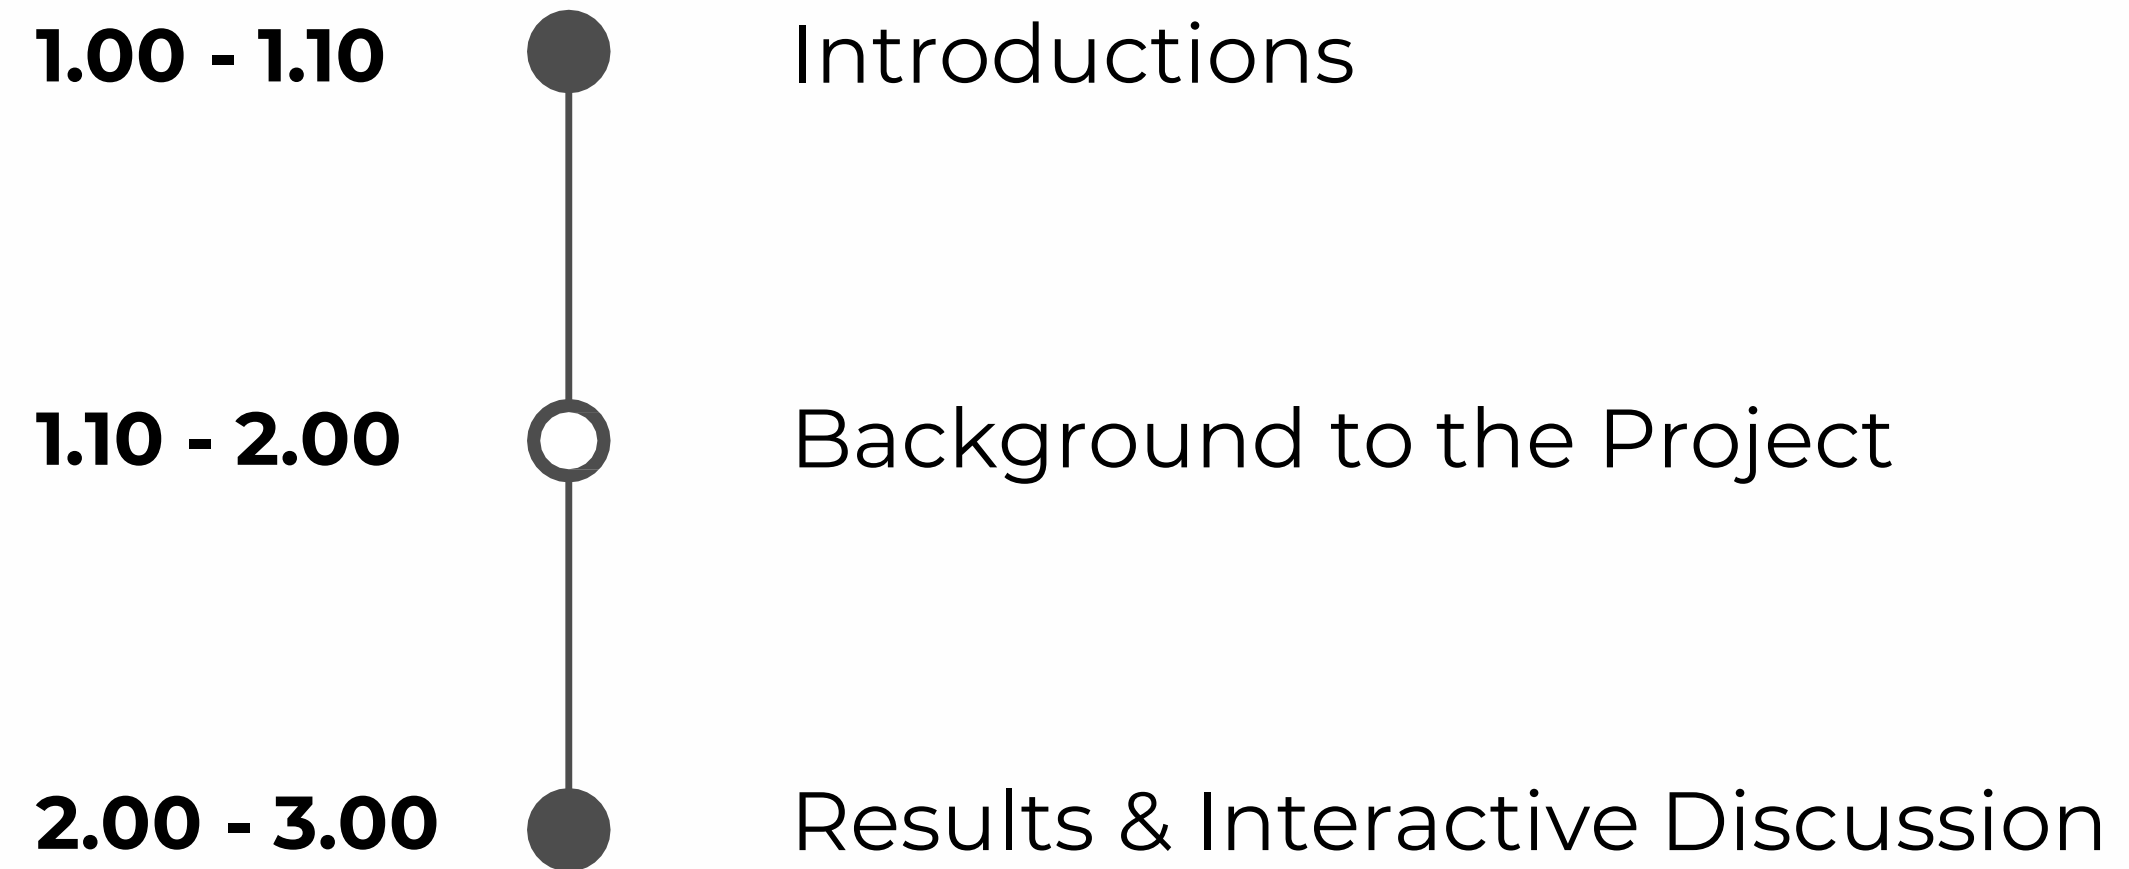 1.00 - 1.10 Introductions
1.10 - 2.00 Background to the Project
2.00 - 3.00 Results & Interactive Discussion